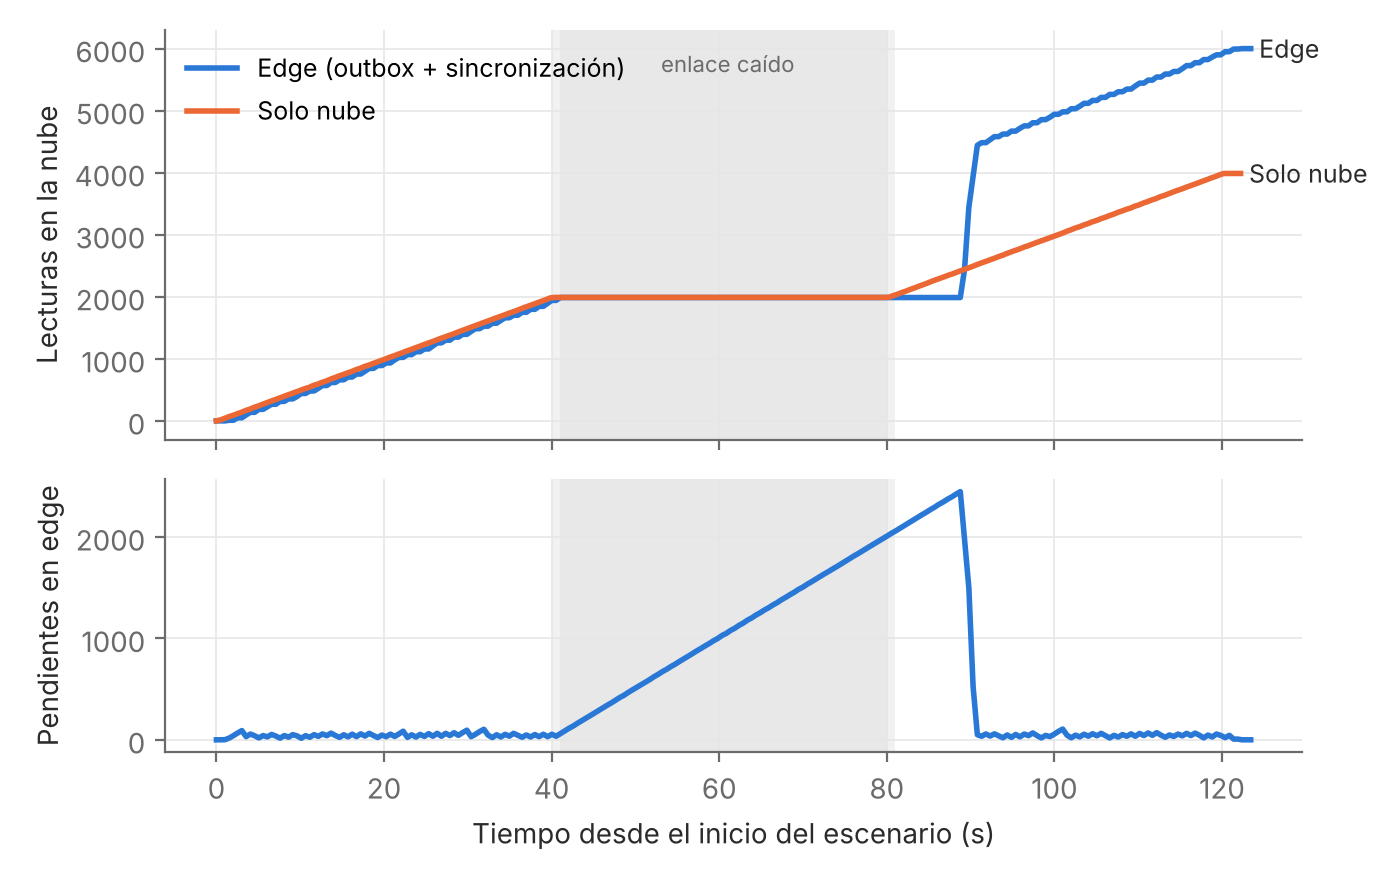 Lecturas en la nube
6000
5000
4000
3000
2000
1000
0
Edge (outbox + sincronización)
Solo nube
enlace caído
Edge
Solo nube
Pendientes en edge
2000
1000
0
0 20 40 60 80 100 120
Tiempo desde el inicio del escenario (s)